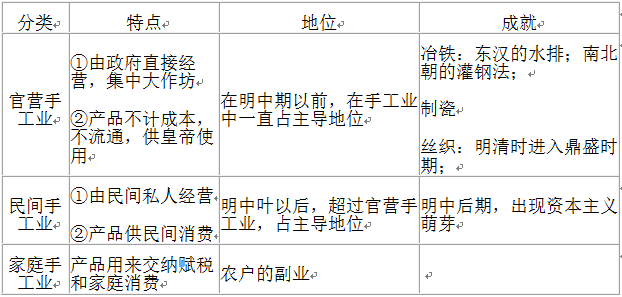 分类 特点 地位 成就
官营手工业
①由政府直接经营，集中大作坊
②产品不计成本，不流通，供皇帝使用
在明中期以前，在手工业中一直占主导地位
冶铁：东汉的水排；南北朝的灌钢法；
制瓷
丝织：明清时进入鼎盛时期；
民间手工业
①由民间私人经营
②产品供民间消费
明中叶以后，超过官营手工业，占主导地位
明中后期，出现资本主义萌芽
家庭手工业
产品用来交纳赋税和家庭消费
农户的副业